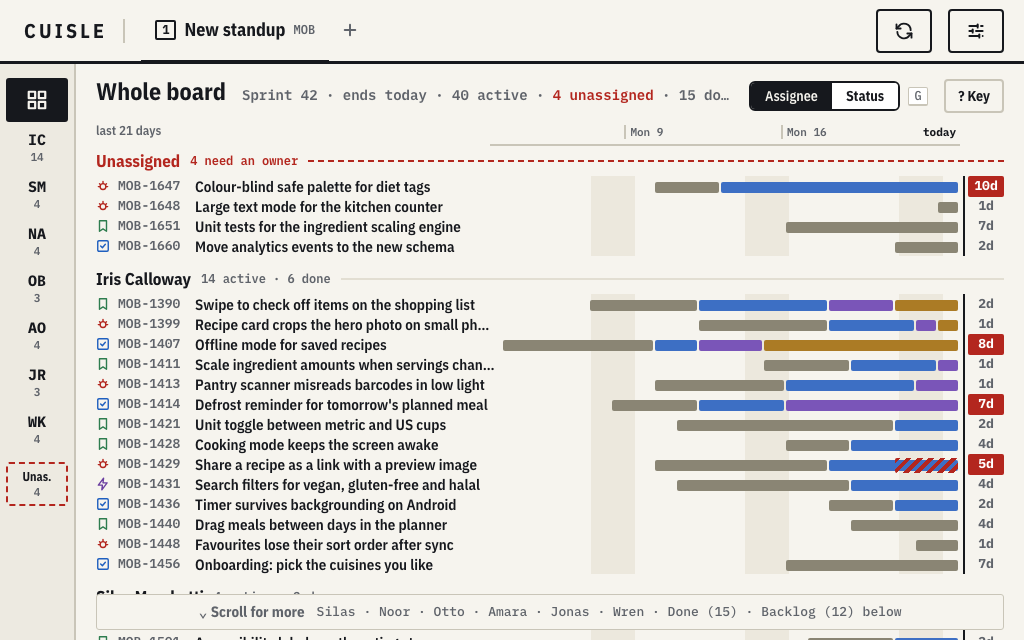 CUISLE 1 New standup MOB +
Whole board Sprint 42 · ends today · 40 active · 4 unassigned · 15 do… Assignee Status G ? Key
last 21 days Mon 9 Mon 16 today
Unassigned 4 need an owner
MOB-1647 Colour-blind safe palette for diet tags 10d
MOB-1648 Large text mode for the kitchen counter 1d
MOB-1651 Unit tests for the ingredient scaling engine 7d
MOB-1660 Move analytics events to the new schema 2d
Iris Calloway 14 active · 6 done
MOB-1390 Swipe to check off items on the shopping list 2d
MOB-1399 Recipe card crops the hero photo on small ph… 1d
MOB-1407 Offline mode for saved recipes 8d
MOB-1411 Scale ingredient amounts when servings chan… 1d
MOB-1413 Pantry scanner misreads barcodes in low light 1d
MOB-1414 Defrost reminder for tomorrow's planned meal 7d
MOB-1421 Unit toggle between metric and US cups 2d
MOB-1428 Cooking mode keeps the screen awake 4d
MOB-1429 Share a recipe as a link with a preview image 5d
MOB-1431 Search filters for vegan, gluten-free and halal 4d
MOB-1436 Timer survives backgrounding on Android 2d
MOB-1440 Drag meals between days in the planner 4d
MOB-1448 Favourites lose their sort order after sync 1d
MOB-1456 Onboarding: pick the cuisines you like 7d
Scroll for more Silas · Noor · Otto · Amara · Jonas · Wren · Done (15) · Backlog (12) below
IC
14
SM
4
NA
4
OB
3
AO
4
JR
3
WK
4
Unas.
4